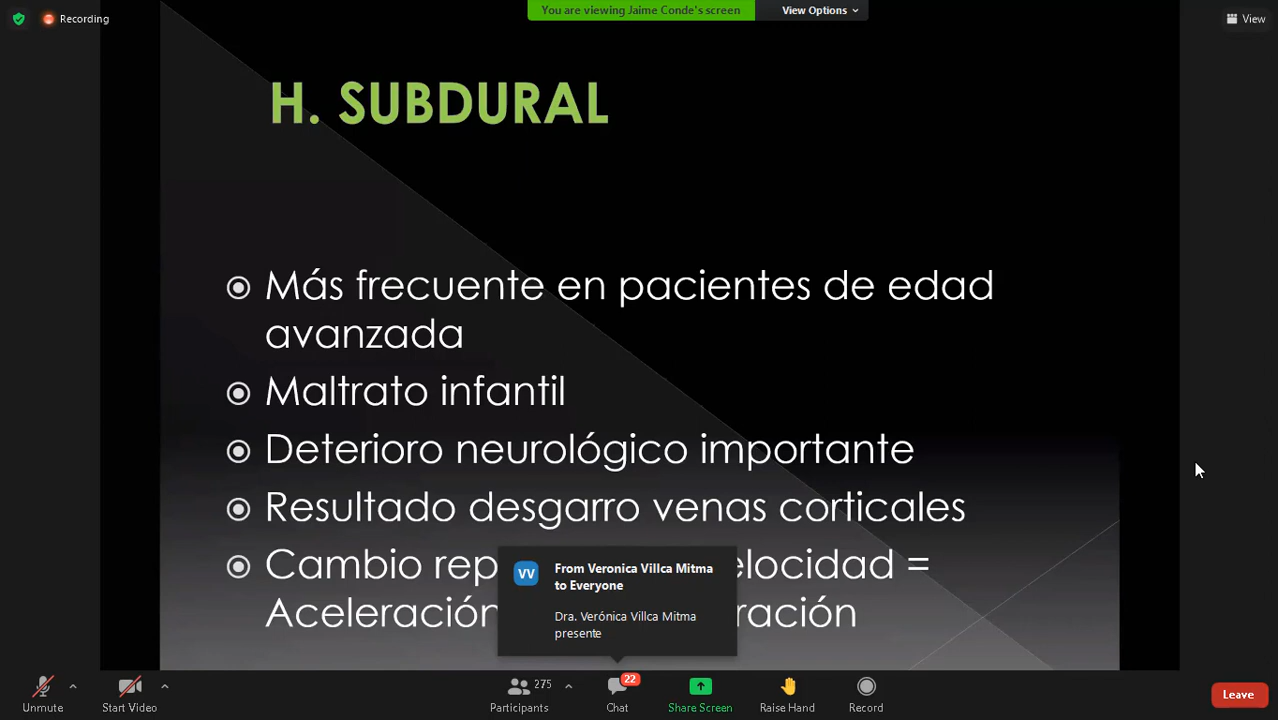 Recording
You are viewing Jaime Conde's screen
View Options
View
H. SUBDURAL
Más frecuente en pacientes de edad
avanzada
Maltrato infantil
Deterioro neurológico importante
Resultado desgarro venas corticales
Cambio rep elocidad =
Aceleración ración
VV
From Veronica Villca Mitma
to Everyone
Dra. Verónica Villca Mitma
presente
Unmute
Start Video
275
Participants
22
Chat
Share Screen
Raise Hand
Record
Leave